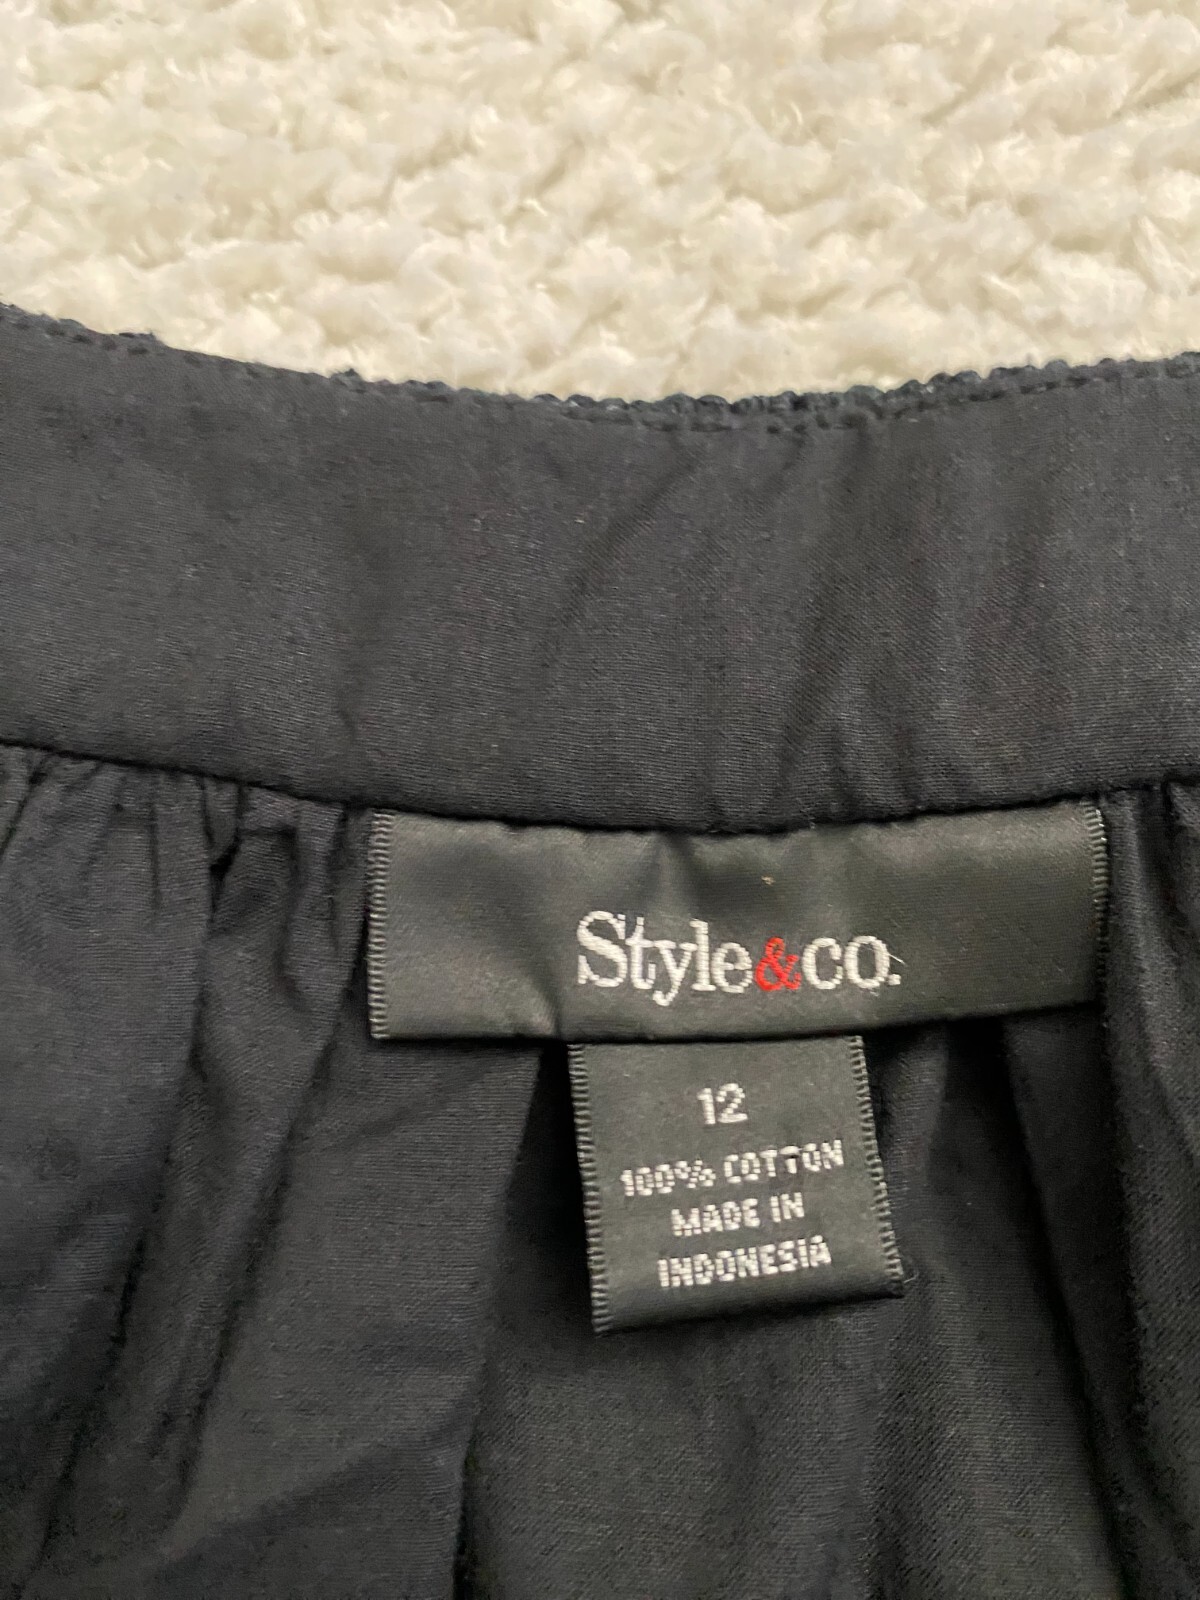 Style&co.
12
100% COTTON
MADE IN
INDONESIA